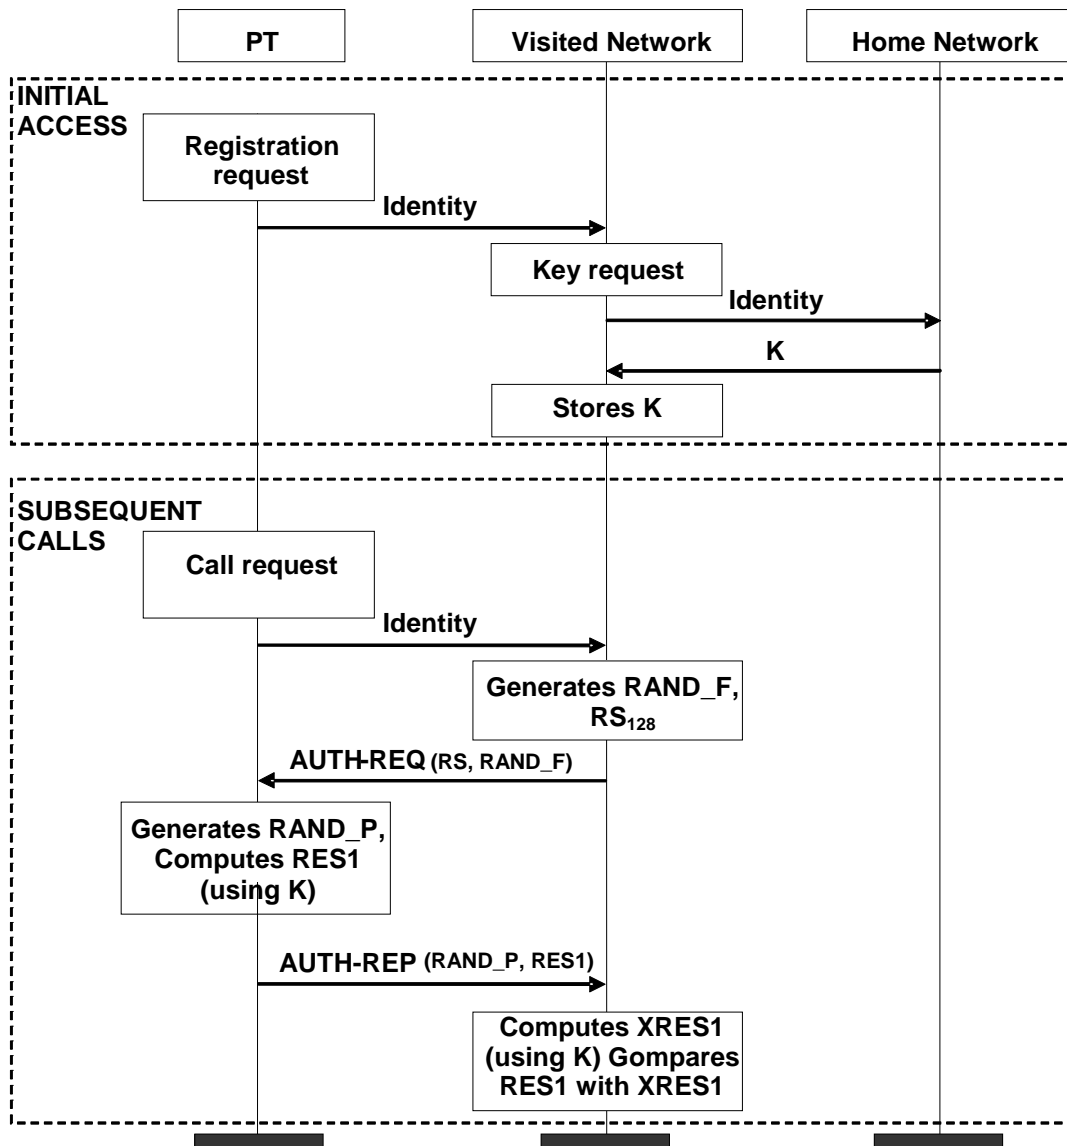 PT
Visited Network
Home Network
INITIAL
ACCESS
Registration
request
Identity
Key request
Identity
K
Stores K
SUBSEQUENT
CALLS
Call request
Identity
Generates RAND_F,
RS₁₂₈
AUTH-REQ (RS, RAND_F)
Generates RAND_P,
Computes RES1
(using K)
AUTH-REP (RAND_P, RES1)
Computes XRES1
(using K) Gompares
RES1 with XRES1